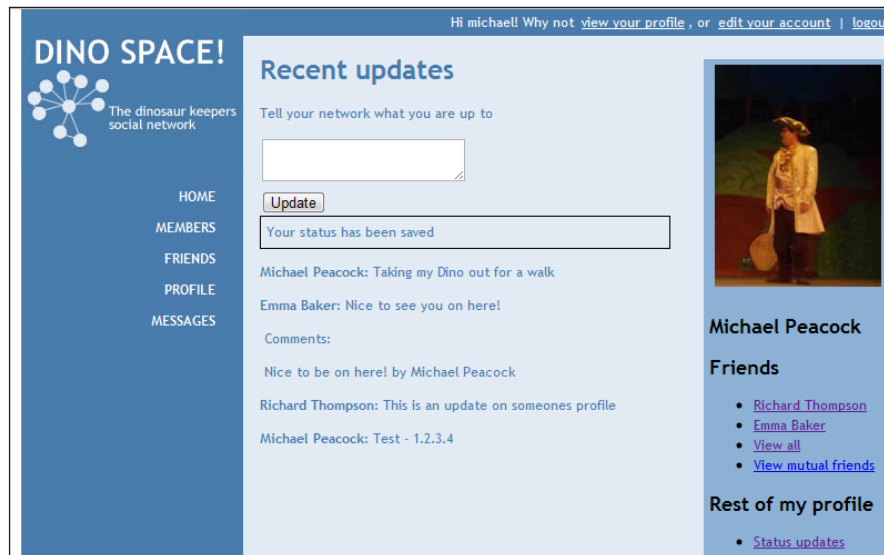 Hi michael! Why not view your profile , or edit your account | logou
DINO SPACE!
The dinosaur keepers
social network
HOME
MEMBERS
FRIENDS
PROFILE
MESSAGES
Recent updates
Tell your network what you are up to
Update
Your status has been saved
Michael Peacock: Taking my Dino out for a walk
Emma Baker: Nice to see you on here!
Comments:
Nice to be on here! by Michael Peacock
Richard Thompson: This is an update on someones profile
Michael Peacock: Test - 1.2.3.4
Michael Peacock
Friends
Richard Thompson
Emma Baker
View all
View mutual friends
Rest of my profile
Status updates